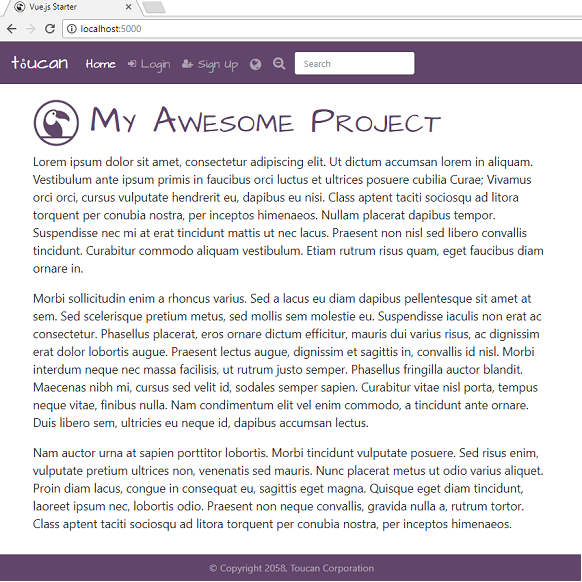 Vue.js Starter
localhost:5000
toucan Home Login Sign Up Search
My Awesome Project
Lorem ipsum dolor sit amet, consectetur adipiscing elit. Ut dictum accumsan lorem in aliquam.
Vestibulum ante ipsum primis in faucibus orci luctus et ultrices posuere cubilia Curae; Vivamus
orci orci, cursus vulputate hendrerit eu, dapibus eu nisi. Class aptent taciti sociosqu ad litora
torquent per conubia nostra, per inceptos himenaeos. Nullam placerat dapibus tempor.
Suspendisse nec mi at erat tincidunt mattis ut nec lacus. Praesent non nisl sed libero convallis
tincidunt. Curabitur commodo aliquam vestibulum. Etiam rutrum risus quam, eget faucibus diam
ornare in.
Morbi sollicitudin enim a rhoncus varius. Sed a lacus eu diam dapibus pellentesque sit amet at
sem. Sed scelerisque pretium metus, sed mollis sem molestie eu. Suspendisse iaculis non erat ac
consectetur. Phasellus placerat, eros ornare dictum efficitur, mauris dui varius risus, ac dignissim
erat dolor lobortis augue. Praesent lectus augue, dignissim et sagittis in, convallis id nisl. Morbi
interdum neque nec massa facilisis, ut rutrum justo semper. Phasellus fringilla auctor blandit.
Maecenas nibh mi, cursus sed velit id, sodales semper sapien. Curabitur vitae nisl porta, tempus
neque vitae, finibus nulla. Nam condimentum elit vel enim commodo, a tincidunt ante ornare.
Duis libero sem, ultricies eu neque id, dapibus accumsan lectus.
Nam auctor urna at sapien porttitor lobortis. Morbi tincidunt vulputate posuere. Sed risus enim,
vulputate pretium ultrices non, venenatis sed mauris. Nunc placerat metus ut odio varius aliquet.
Proin diam lacus, congue in consequat eu, sagittis eget magna. Quisque eget diam tincidunt,
laoreet ipsum nec, lobortis odio. Praesent non neque convallis, gravida nulla a, rutrum tortor.
Class aptent taciti sociosqu ad litora torquent per conubia nostra, per inceptos himenaeos.
© Copyright 2058, Toucan Corporation